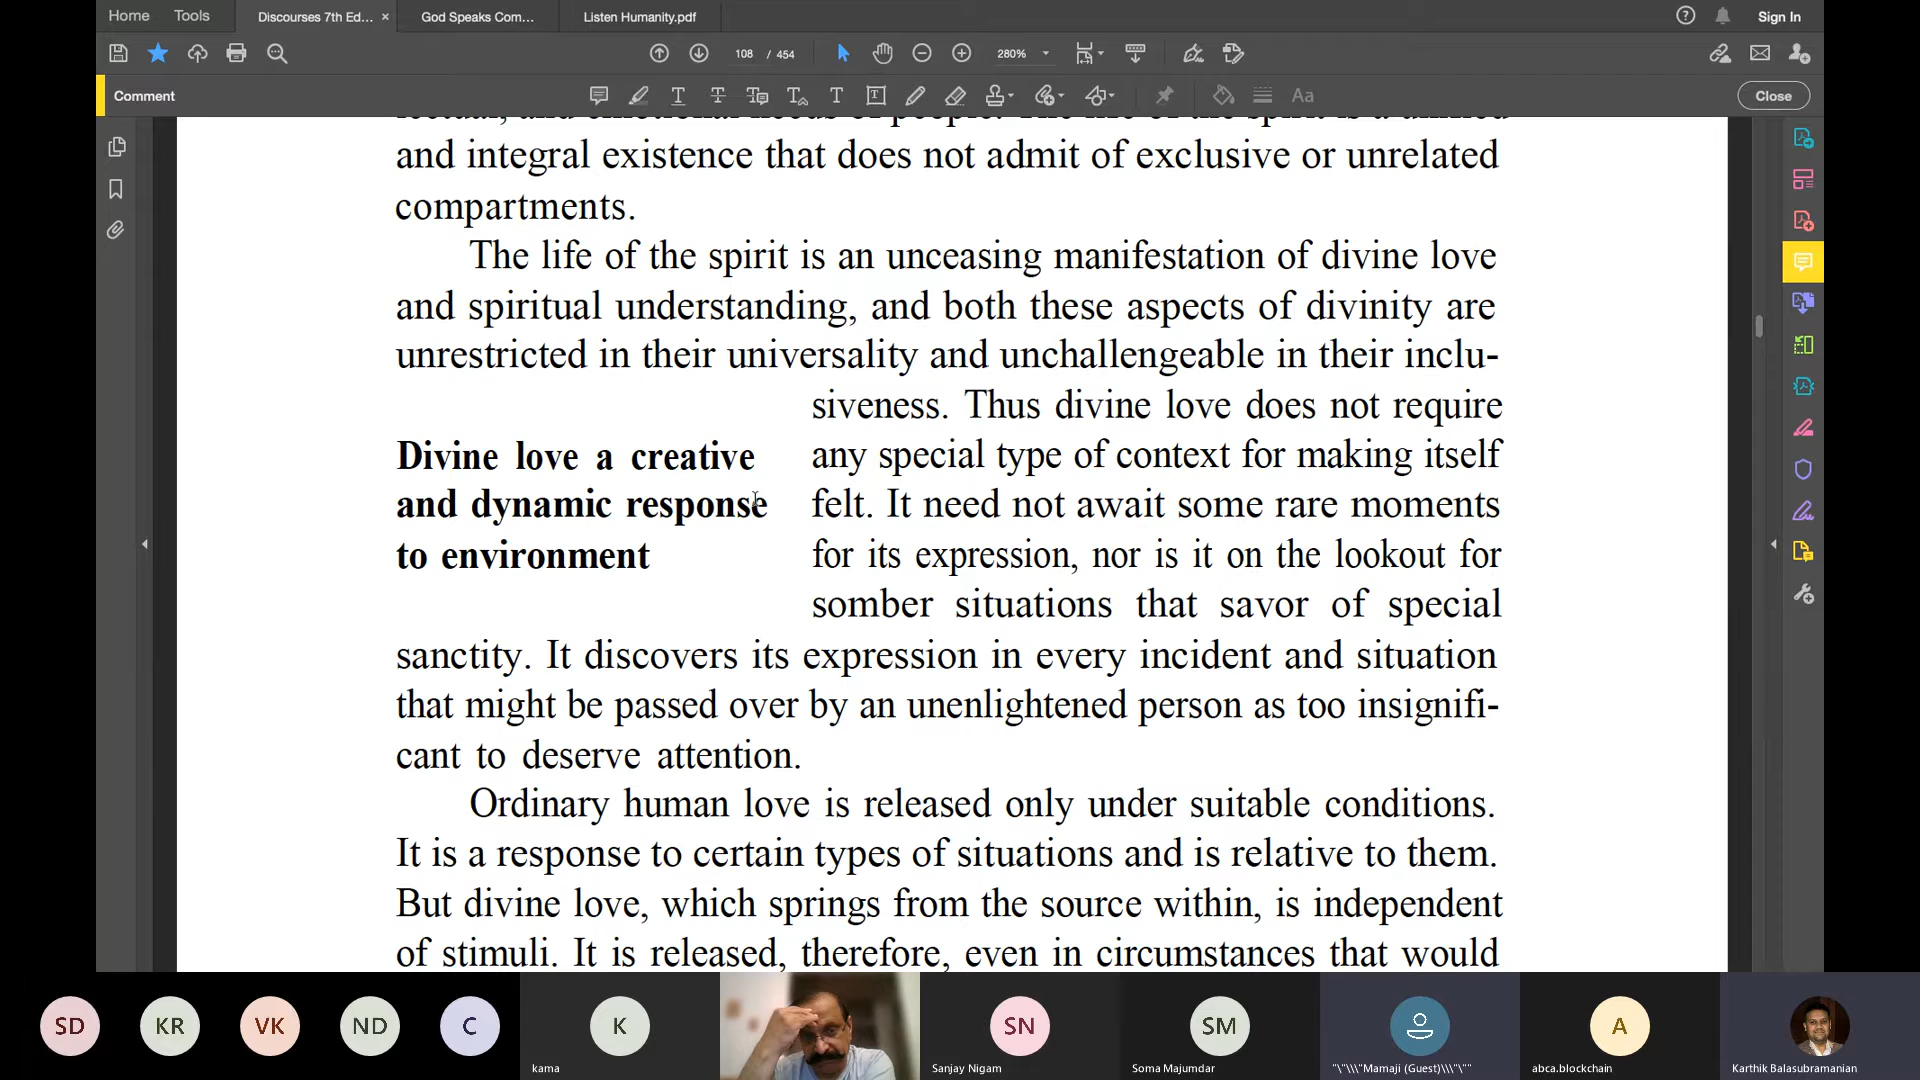 Home Tools Discourses 7th Ed... × God Speaks Com... Listen Humanity.pdf Sign In
108 / 454 280%
Comment Close
and integral existence that does not admit of exclusive or unrelated
compartments.
The life of the spirit is an unceasing manifestation of divine love
and spiritual understanding, and both these aspects of divinity are
unrestricted in their universality and unchallengeable in their inclu-
siveness. Thus divine love does not require
Divine love a creative any special type of context for making itself
and dynamic response felt. It need not await some rare moments
to environment for its expression, nor is it on the lookout for
somber situations that savor of special
sanctity. It discovers its expression in every incident and situation
that might be passed over by an unenlightened person as too insignifi-
cant to deserve attention.
Ordinary human love is released only under suitable conditions.
It is a response to certain types of situations and is relative to them.
But divine love, which springs from the source within, is independent
of stimuli. It is released, therefore, even in circumstances that would
SD KR VK ND C K SN SM A
kama Sanjay Nigam Soma Majumdar "\"\\\"Mamaji (Guest)\\\"\"" abca.blockchain Karthik Balasubramanian